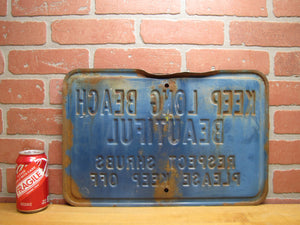 KEEP LONG BEACH
BEAUTIFUL
RESPECT SHRUBS
PLEASE KEEP OFF
FRAGILE